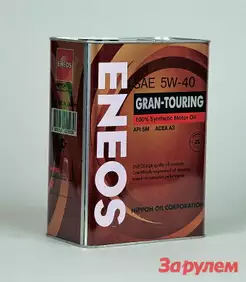 ENEOS
SAE 5W-40
GRAN-TOURING
100% Synthetic Motor Oil
API SM ACEA A3
NIPPON OIL CORPORATION
ENEOS
За рулем